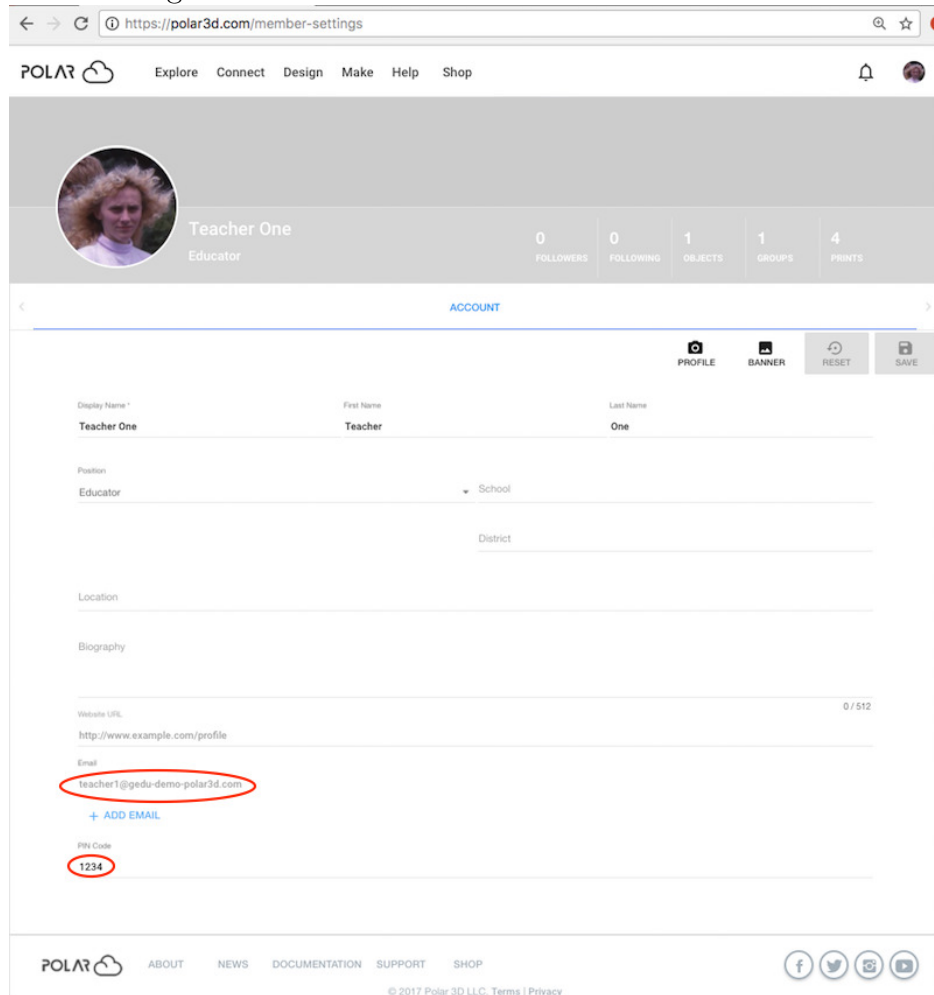 https://polar3d.com/member-settings
POLAR Explore Connect Design Make Help Shop
Teacher One
Educator
0 0 1 1 4
FOLLOWERS FOLLOWING OBJECTS GROUPS PRINTS
ACCOUNT
PROFILE BANNER RESET SAVE
Display Name * First Name Last Name
Teacher One Teacher One
Position
Educator School
District
Location
Biography
0 / 512
Website URL
http://www.example.com/profile
Email
teacher1@gedu-demo-polar3d.com
+ ADD EMAIL
PIN Code
1234
POLAR ABOUT NEWS DOCUMENTATION SUPPORT SHOP
© 2017 Polar 3D LLC. Terms | Privacy